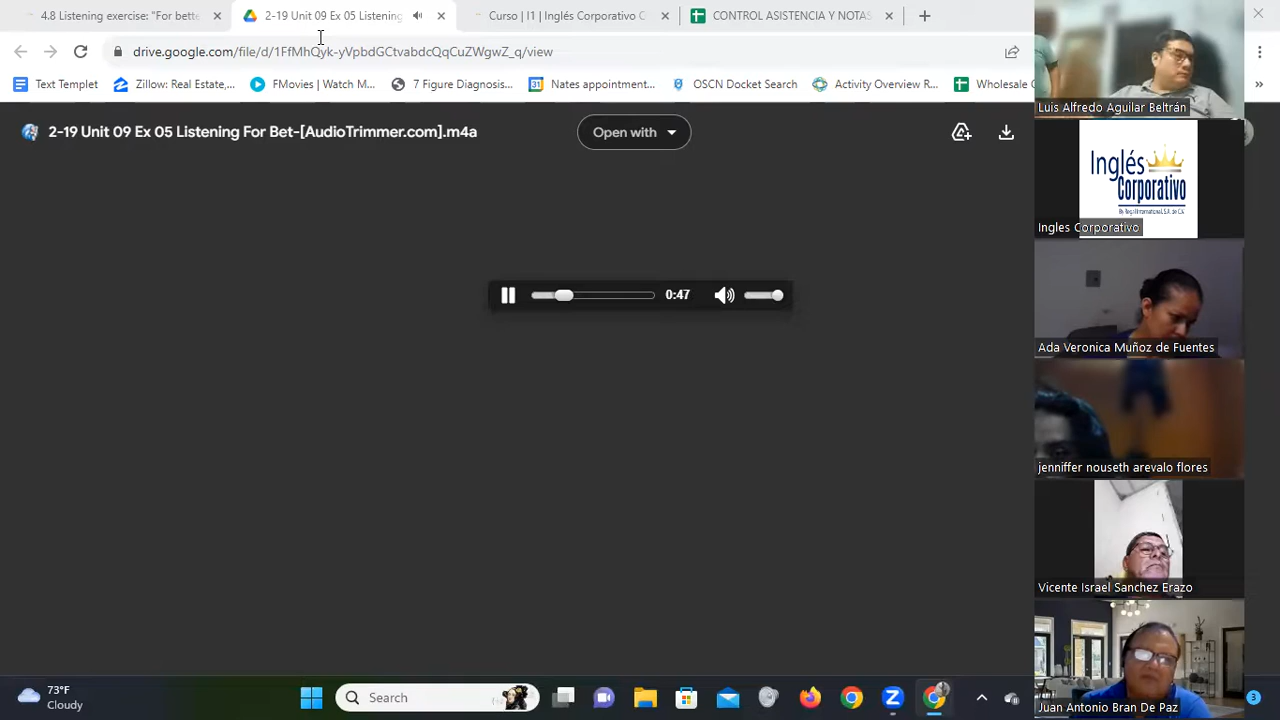 4.8 Listening exercise: "For bette
2-19 Unit 09 Ex 05 Listening
Curso | I1 | Inglés Corporativo C
CONTROL ASISTENCIA Y NOTAS
drive.google.com/file/d/1FfMhQyk-yVpbdGCtvabdcQqCuZWgwZ_q/view
Text Templet
Zillow: Real Estate,...
FMovies | Watch M...
7 Figure Dignosis...
31
Nates appointment...
OSCN Docket Search
Activity Overview R...
Wholesale C
»
2-19 Unit 09 Ex 05 Listening For Bet-[AudioTrimmer.com].m4a
Open with
0:47
Luis Alfredo Aguilar Beltrán
Inglés
Corporativo
Ingles Corporativo
Ada Veronica Muñoz de Fuentes
jenniffer nouseth arevalo flores
Vicente Israel Sanchez Erazo
Juan Antonio Bran De Paz
73°F
Cloudy
Search
3